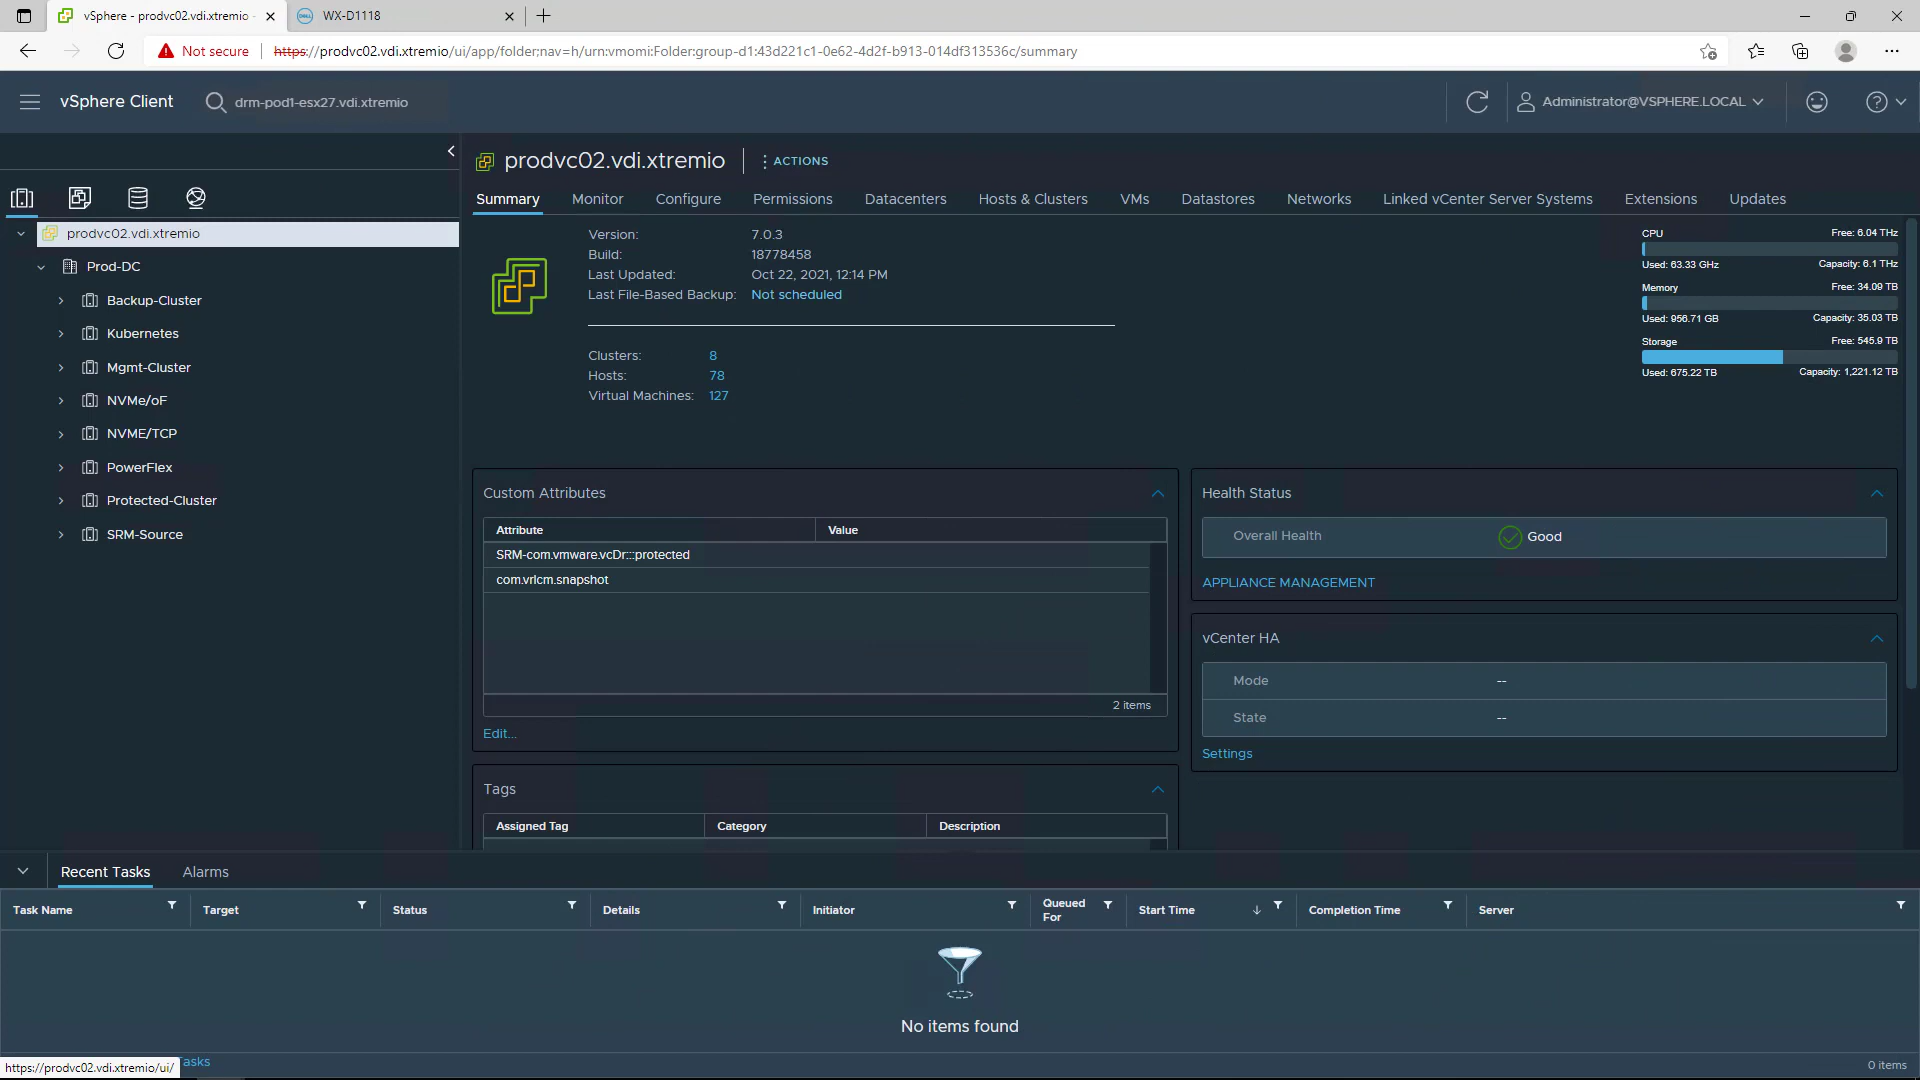 vSphere - prodvc02.vdi.xtremio -
WX-D1118
Not secure
https://prodvc02.vdi.xtremio/ui/app/folder;nav=h/urn:vmomi:Folder:group-d1:43d221c1-0e62-4d2f-b913-014df313536c/summary
vSphere Client
drm-pod1-esx27.vdi.xtremio
Administrator@VSPHERE.LOCAL
prodvc02.vdi.xtremio
ACTIONS
Summary Monitor Configure Permissions Datacenters Hosts & Clusters VMs Datastores Networks Linked vCenter Server Systems Extensions Updates
prodvc02.vdi.xtremio
Prod-DC
Backup-Cluster
Kubernetes
Mgmt-Cluster
NVMe/oF
NVME/TCP
PowerFlex
Protected-Cluster
SRM-Source
Version: 7.0.3
Build: 18778458
Last Updated: Oct 22, 2021, 12:14 PM
Last File-Based Backup: Not scheduled
Clusters: 8
Hosts: 78
Virtual Machines: 127
CPU Free: 6.04 THz
Used: 63.33 GHz Capacity: 6.1 THz
Memory Free: 34.09 TB
Used: 956.71 GB Capacity: 35.03 TB
Storage Free: 545.9 TB
Used: 675.22 TB Capacity: 1,221.12 TB
Custom Attributes
Attribute Value
SRM-com.vmware.vcDr:::protected
com.vrlcm.snapshot
2 items
Edit...
Tags
Assigned Tag Category Description
Health Status
Overall Health Good
APPLIANCE MANAGEMENT
vCenter HA
Mode --
State --
Settings
Recent Tasks Alarms
Task Name Target Status Details Initiator Queued For Start Time Completion Time Server
No items found
https://prodvc02.vdi.xtremio/ui/
asks
0 items